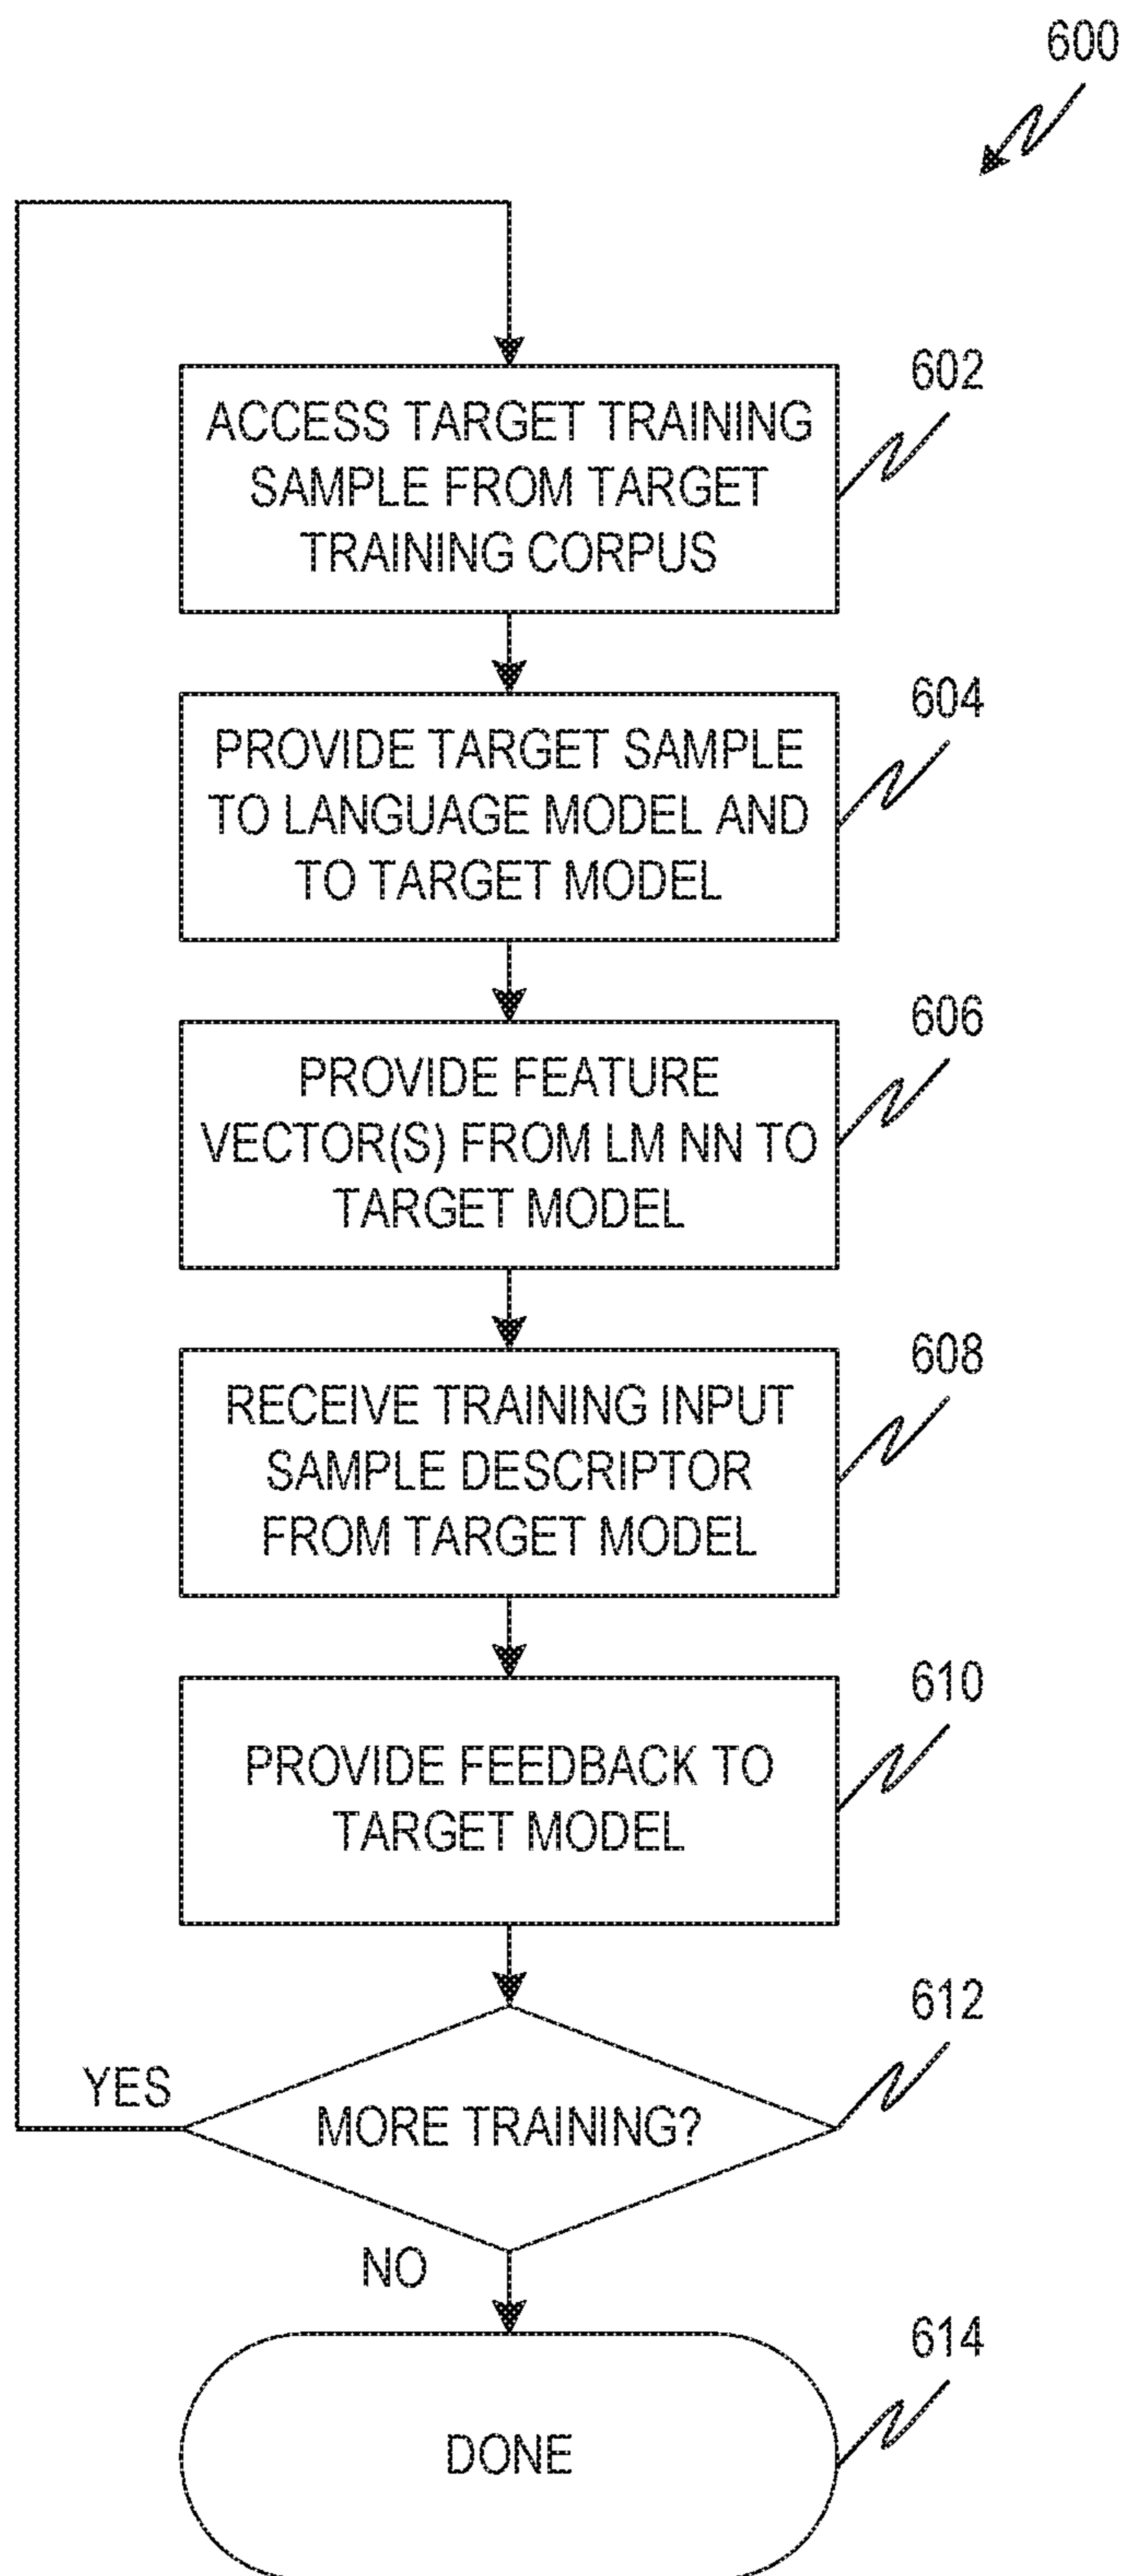 600
602
ACCESS TARGET TRAINING
SAMPLE FROM TARGET
TRAINING CORPUS
604
PROVIDE TARGET SAMPLE
TO LANGUAGE MODEL AND
TO TARGET MODEL
606
PROVIDE FEATURE
VECTOR(S) FROM LM NN TO
TARGET MODEL
608
RECEIVE TRAINING INPUT
SAMPLE DESCRIPTOR
FROM TARGET MODEL
610
PROVIDE FEEDBACK TO
TARGET MODEL
612
YES
MORE TRAINING?
NO
614
DONE